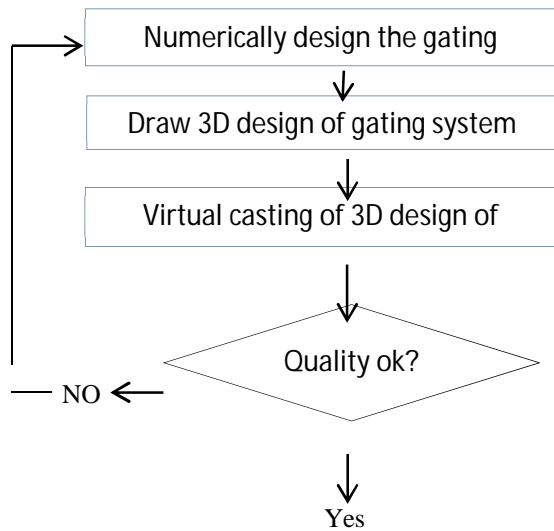 Numerically design the gating
Draw 3D design of gating system
Virtual casting of 3D design of
Quality ok?
NO
Yes